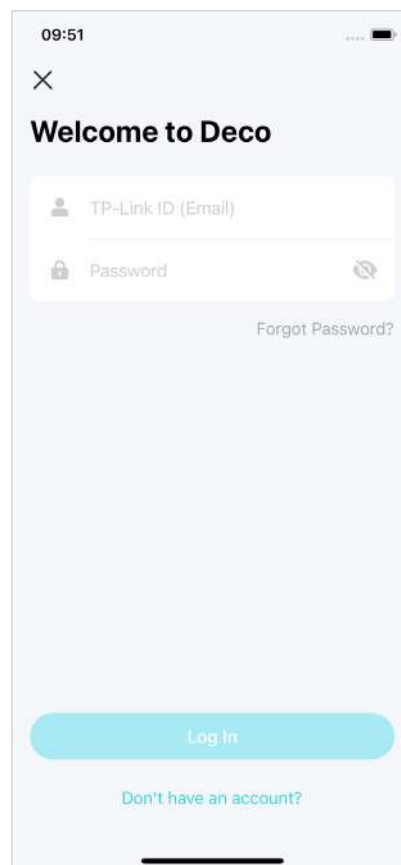 09:51
Welcome to Deco
TP-Link ID (Email)
Password
Forgot Password?
Log In
Don't have an account?